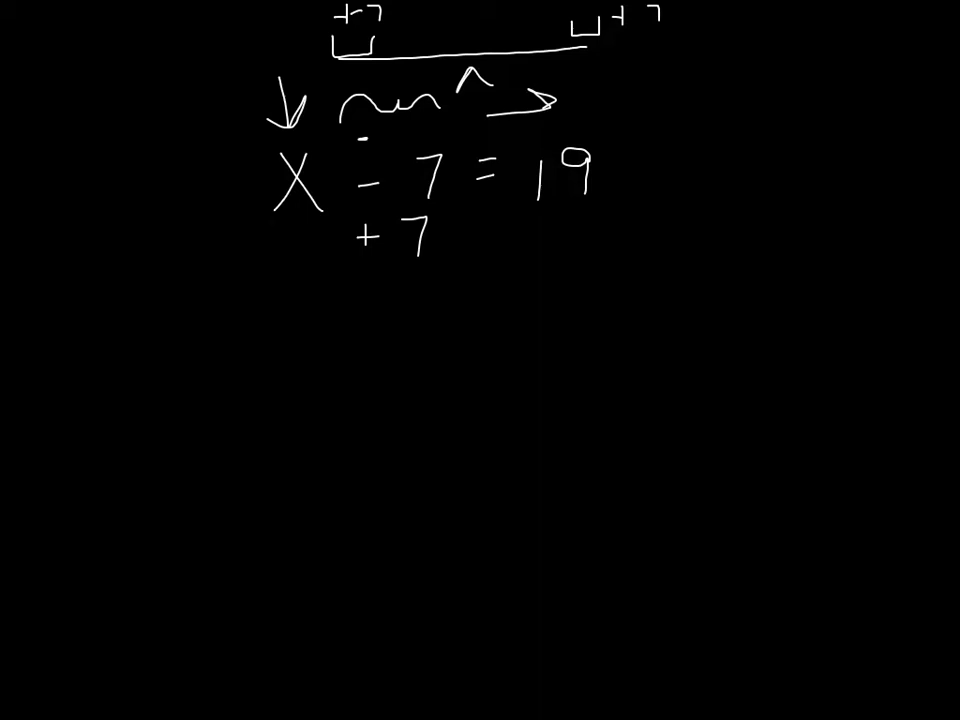 +7 +7
X - 7 = 19
+ 7